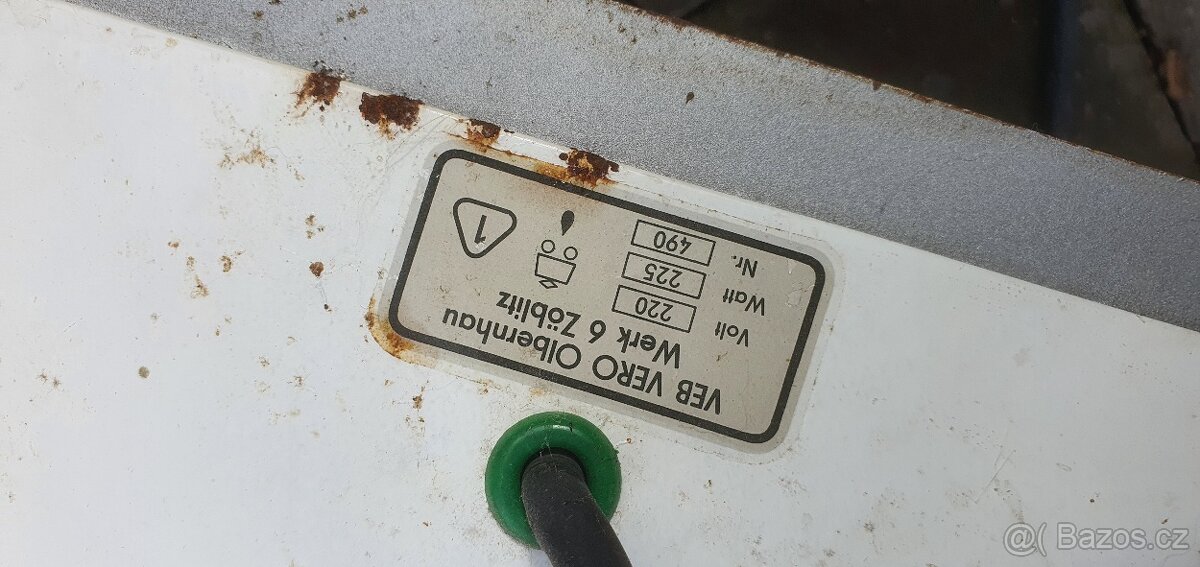 VEB VERO Olbernhau
Werk 6 Zöblitz
Volt 220
Watt 225
Nr. 490
1
@( Bazos.cz